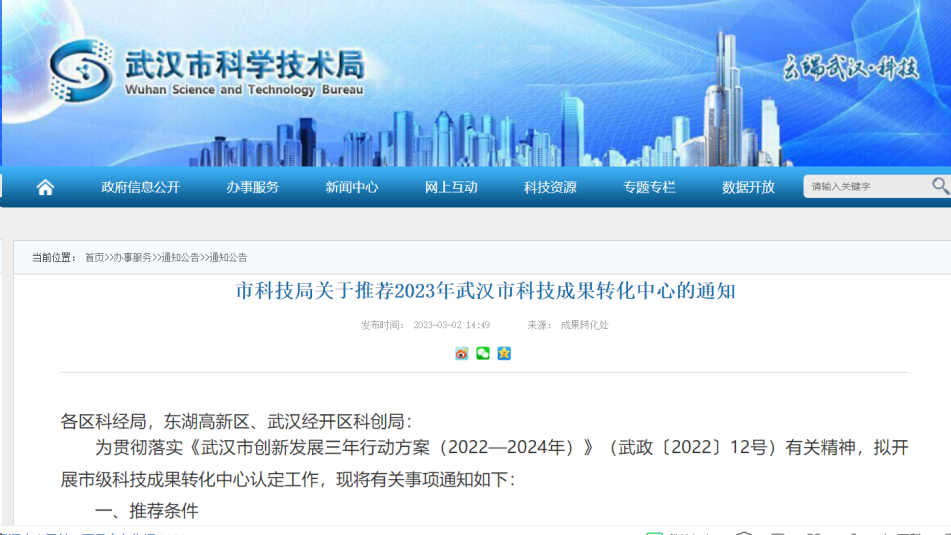 武汉市科学技术局
Wuhan Science and Technology Bureau
云端武汉·科技
政府信息公开 办事服务 新闻中心 网上互动 科技资源 专题专栏 数据开放 请输入关键字
当前位置： 首页>>办事服务>>通知公告>>通知公告
市科技局关于推荐2023年武汉市科技成果转化中心的通知
发布时间： 2023-03-02 14:49 来源： 成果转化处
各区科经局，东湖高新区、武汉经开区科创局：
为贯彻落实《武汉市创新发展三年行动方案（2022—2024年）》（武政〔2022〕12号）有关精神，拟开
展市级科技成果转化中心认定工作，现将有关事项通知如下：
一、推荐条件